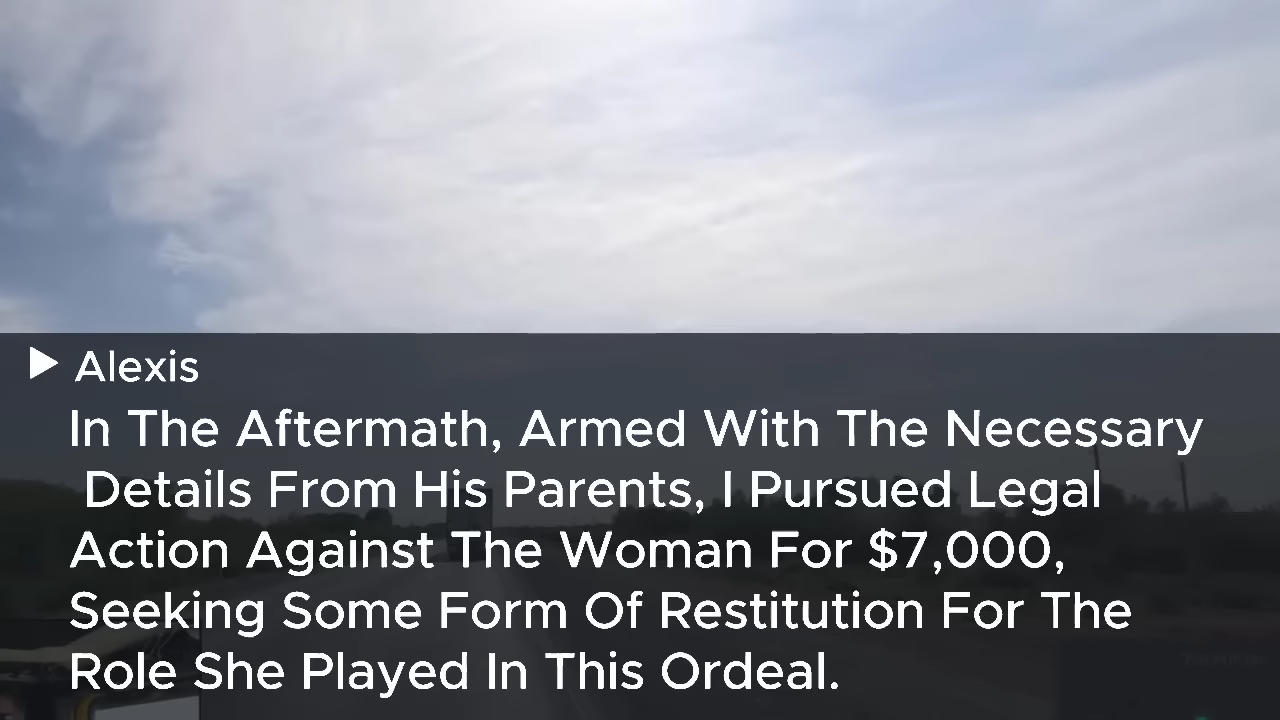 Alexis
In The Aftermath, Armed With The Necessary
Details From His Parents, I Pursued Legal
Action Against The Woman For $7,000,
Seeking Some Form Of Restitution For The
Role She Played In This Ordeal.